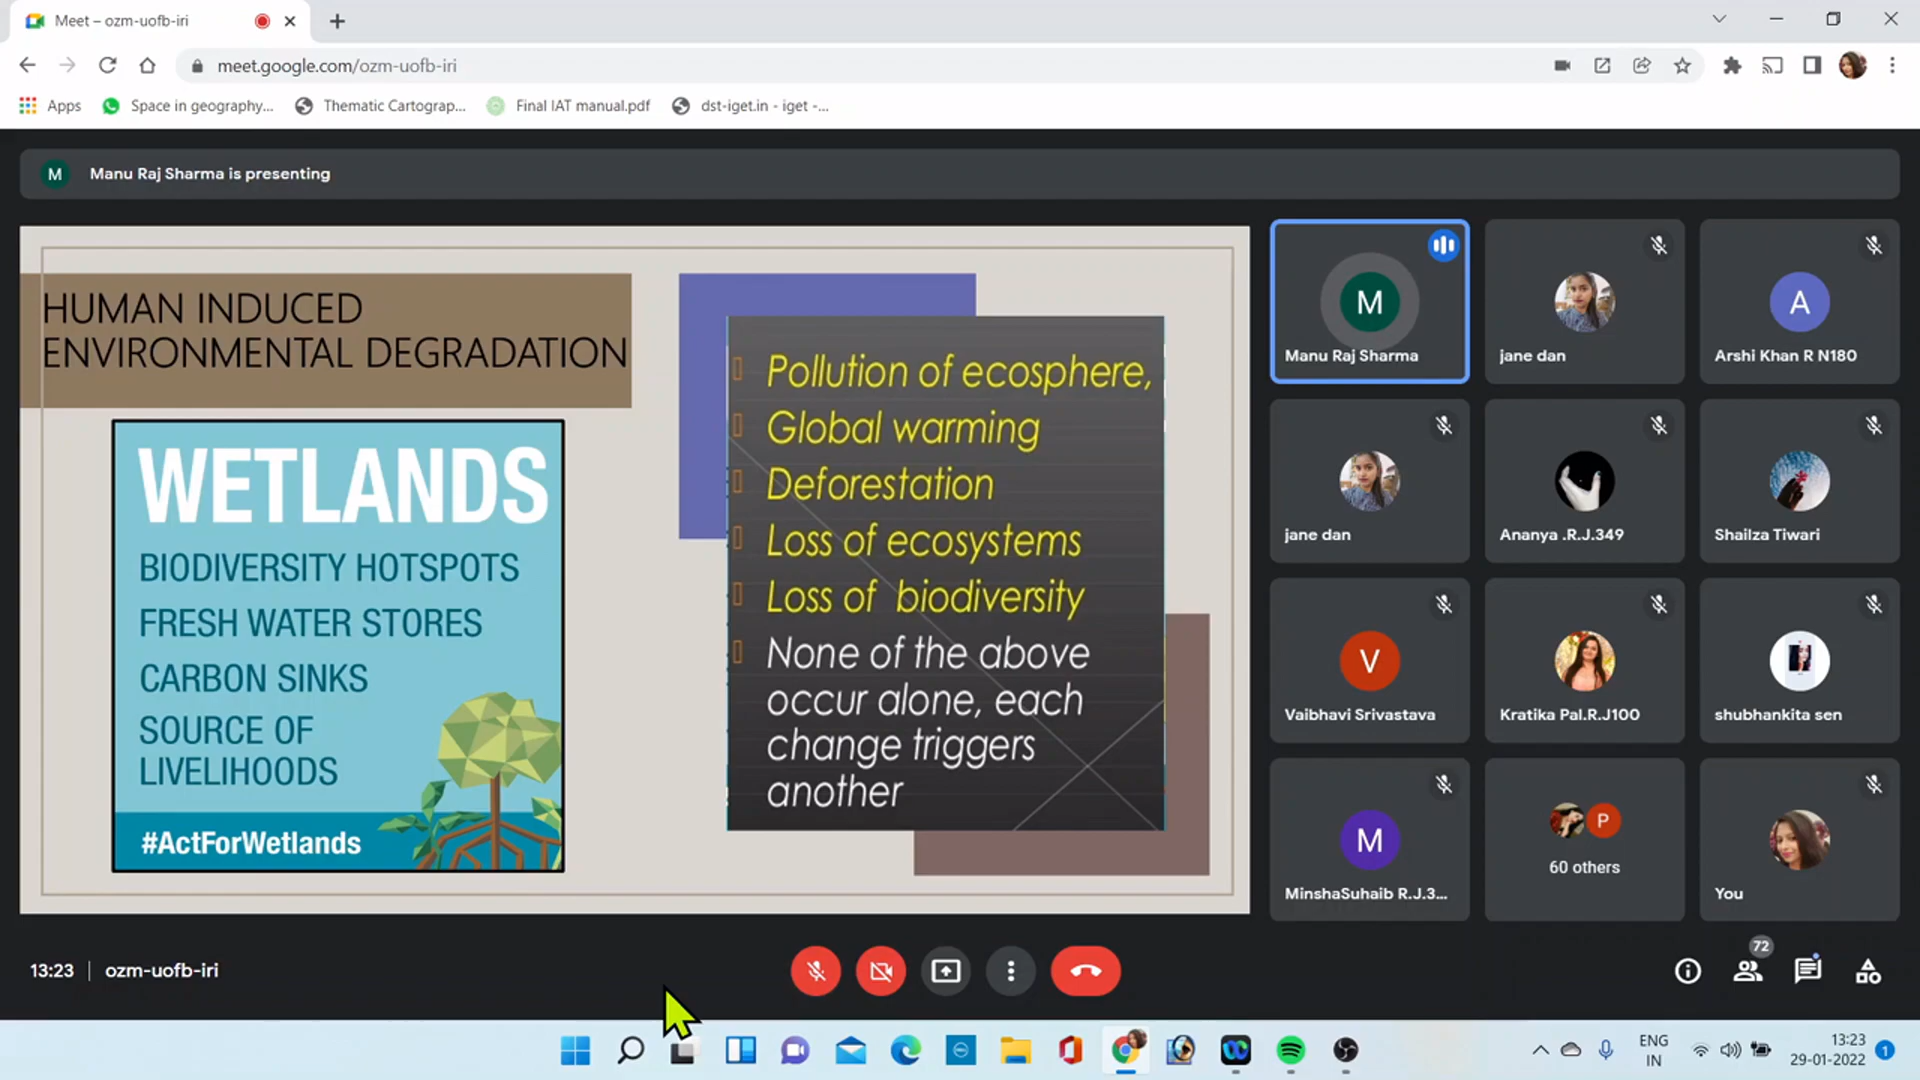 Meet – ozm-uofb-iri
meet.google.com/ozm-uofb-iri
Apps
Space in geography...
Thematic Cartograp...
Final IAT manual.pdf
dst-iget.in - iget -...
M
Manu Raj Sharma is presenting
HUMAN INDUCED
ENVIRONMENTAL DEGRADATION
WETLANDS
BIODIVERSITY HOTSPOTS
FRESH WATER STORES
CARBON SINKS
SOURCE OF
LIVELIHOODS
#ActForWetlands
Pollution of ecosphere,
Global warming
Deforestation
Loss of ecosystems
Loss of biodiversity
None of the above
occur alone, each
change triggers
another
M
Manu Raj Sharma
jane dan
A
Arshi Khan R N180
jane dan
Ananya .R.J.349
Shailza Tiwari
V
Vaibhavi Srivastava
Kratika Pal.R.J100
shubhankita sen
M
MinshaSuhaib R.J.3...
P
60 others
You
13:23
ozm-uofb-iri
72
ENG
IN
13:23
29-01-2022
1